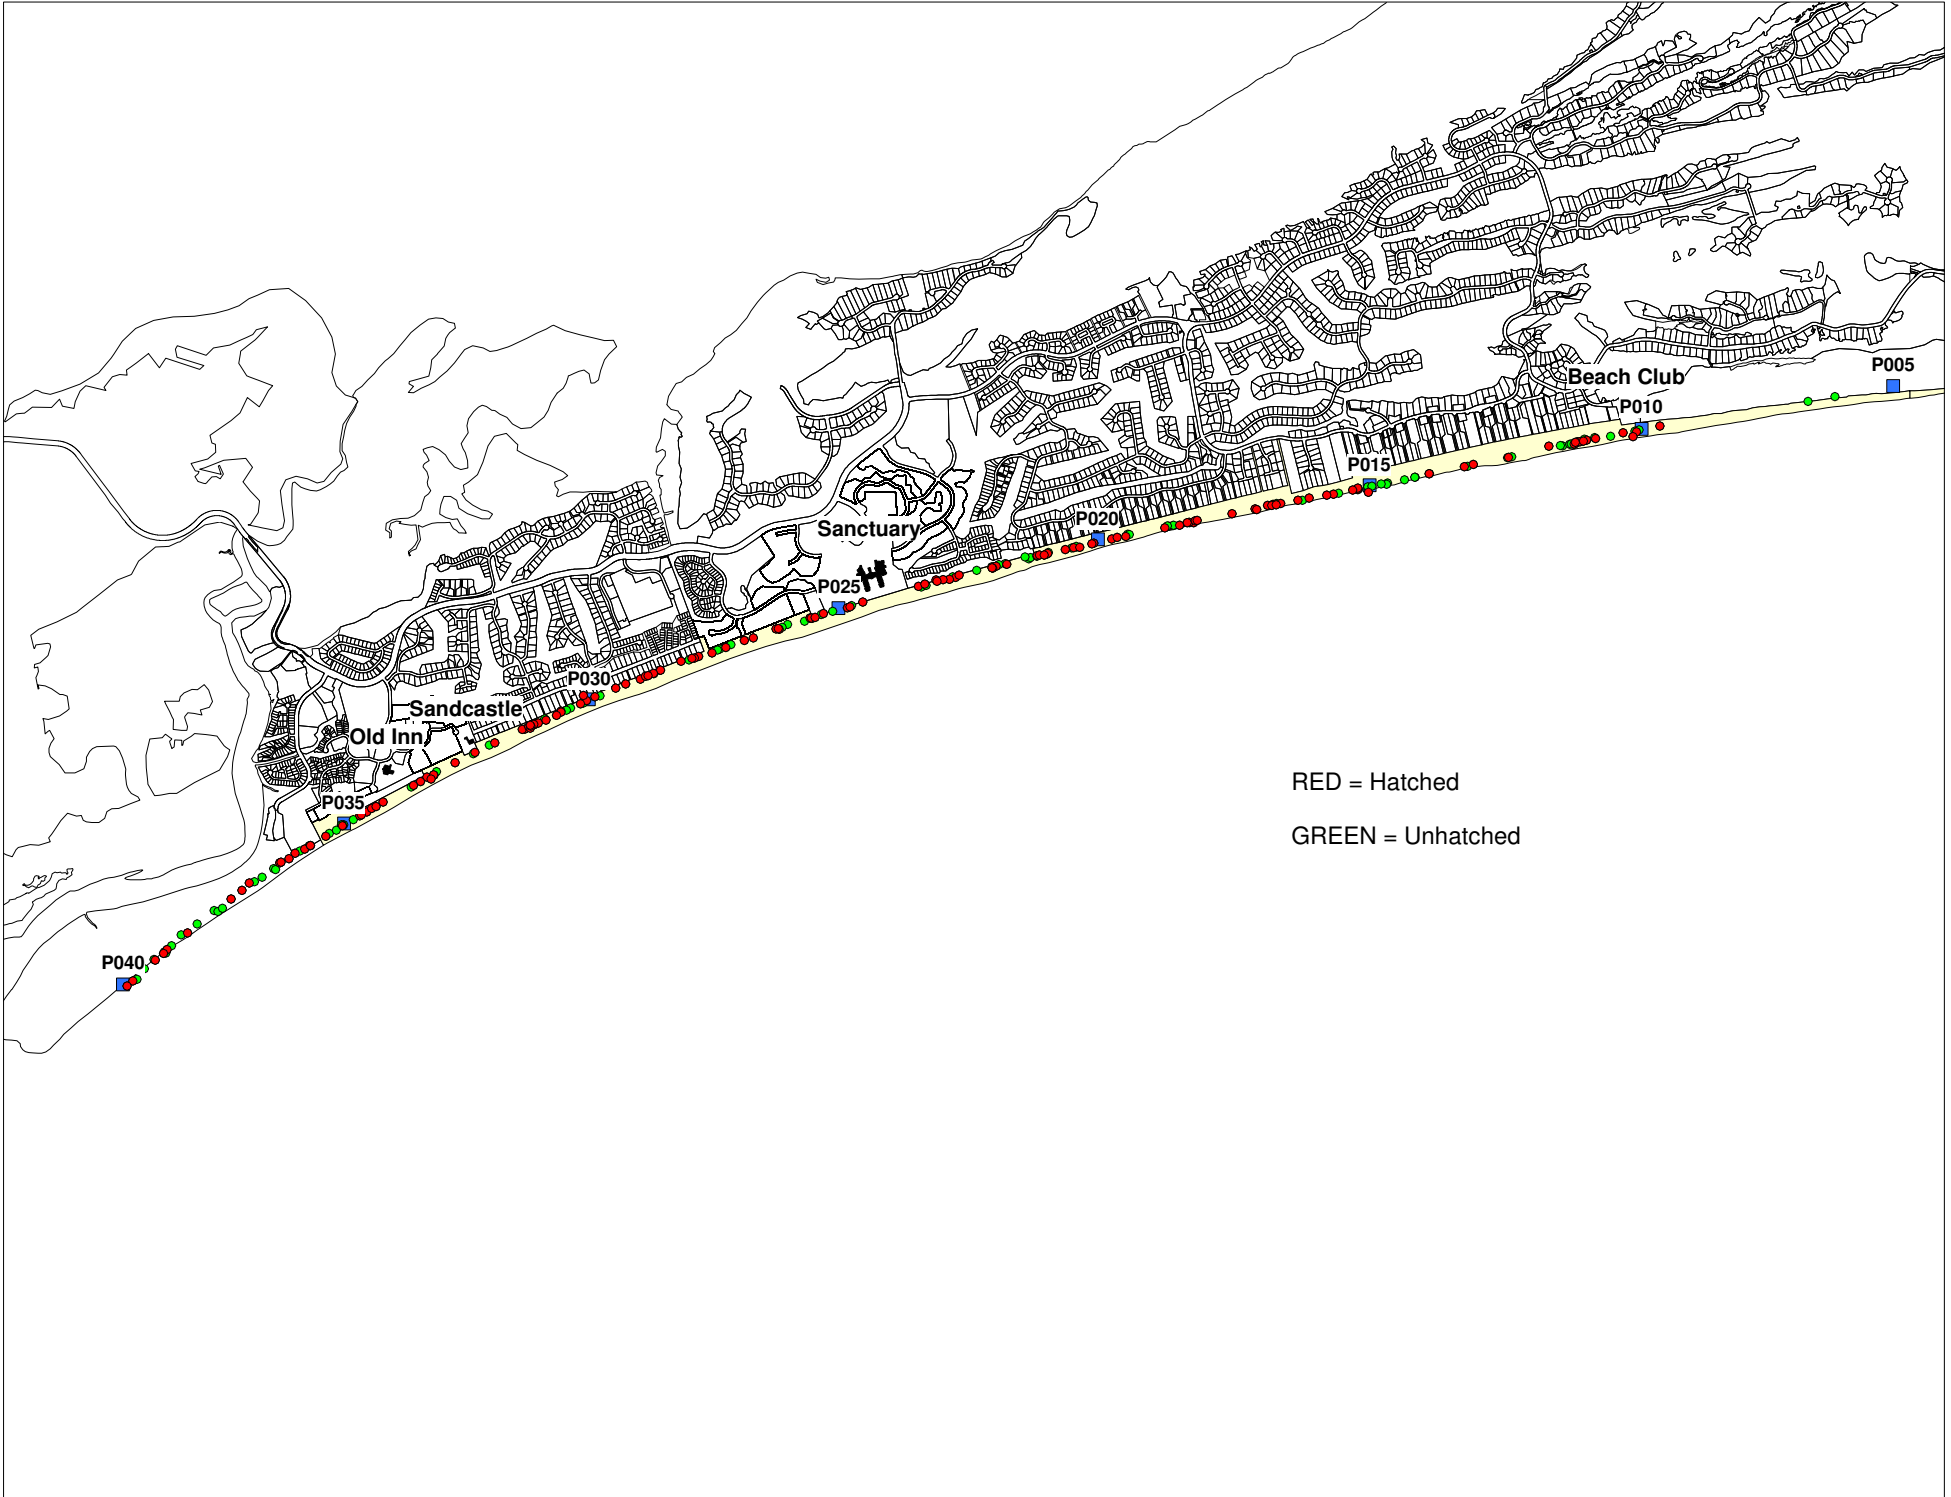 P005
Beach Club
P010
P015
P020
Sanctuary
P025
P030
Sandcastle
Old Inn
P035
P040
RED = Hatched
GREEN = Unhatched